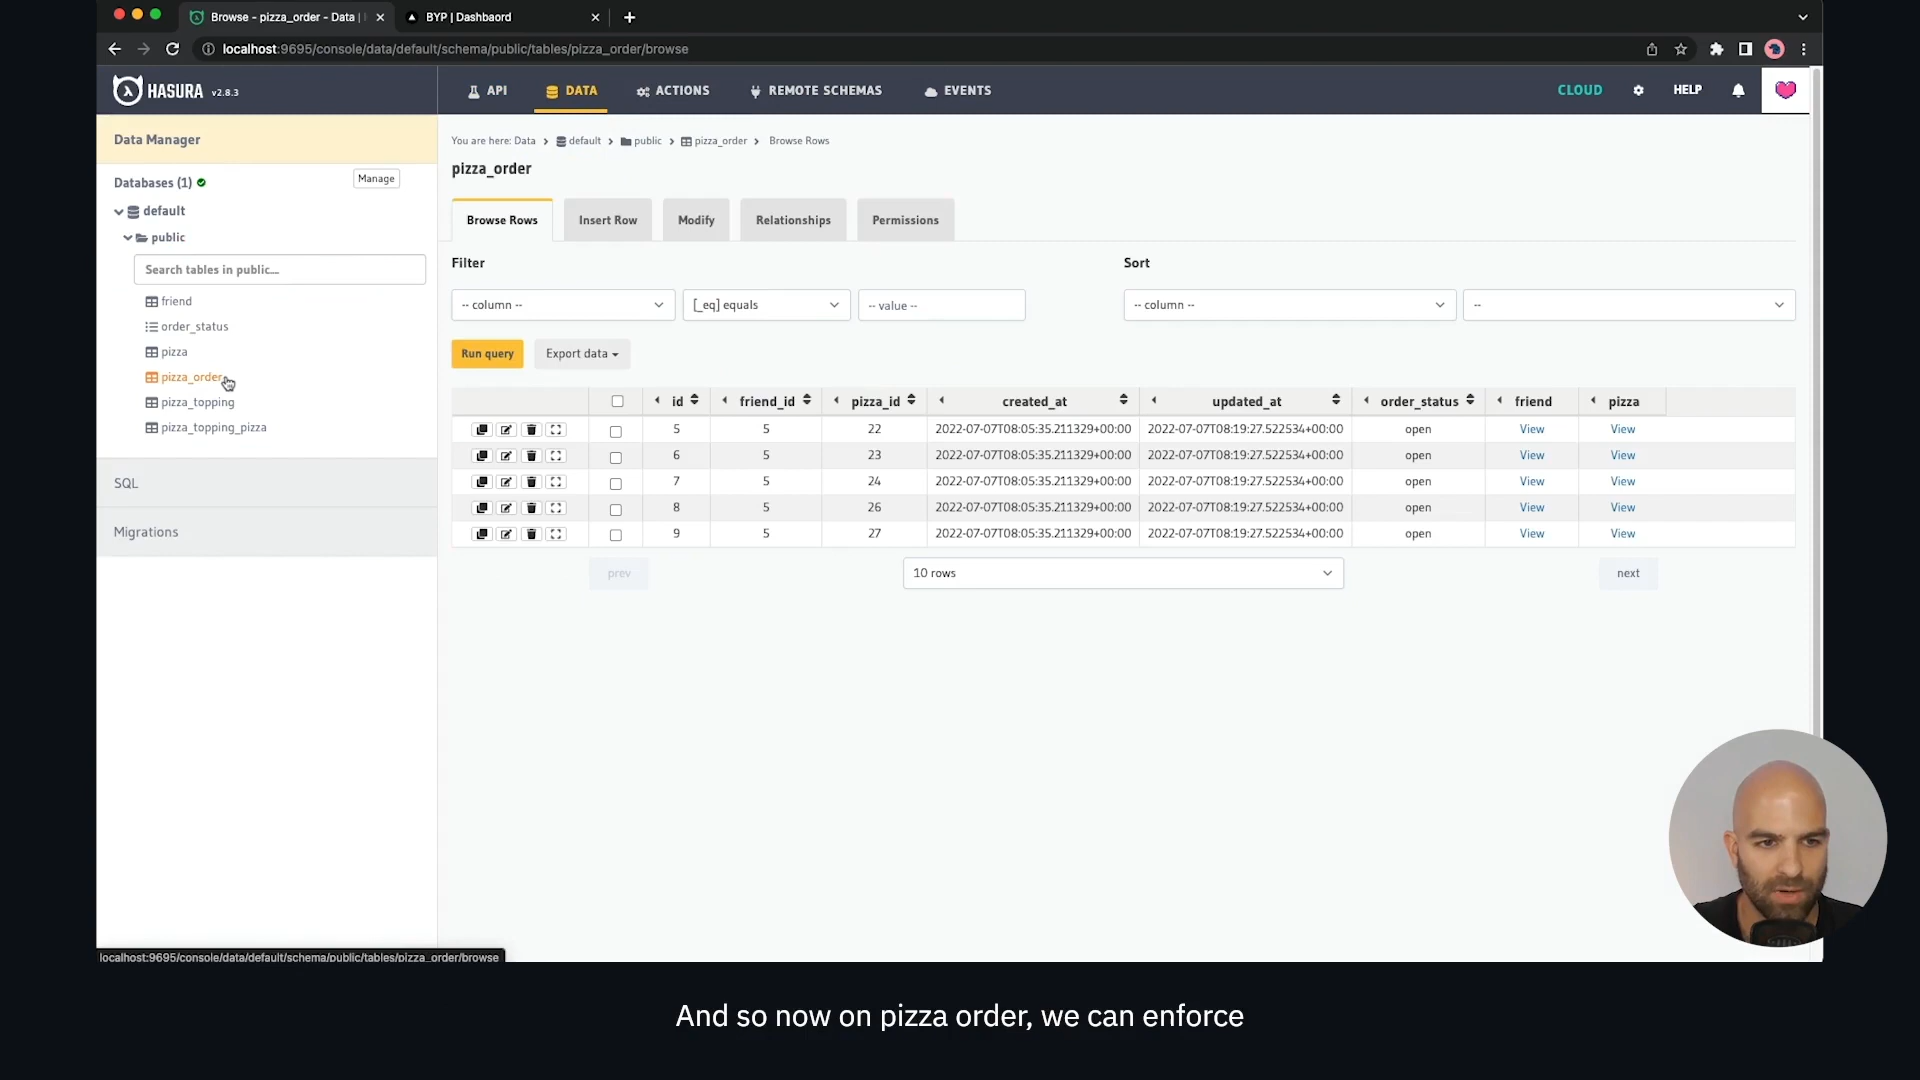 Browse - pizza_order - Data |
BYP | Dashbaord
localhost:9695/console/data/default/schema/public/tables/pizza_order/browse
HASURA v2.8.3
API
DATA
ACTIONS
REMOTE SCHEMAS
EVENTS
CLOUD
HELP
Data Manager
Databases (1)
Manage
default
public
Search tables in public...
friend
order_status
pizza
pizza_order
pizza_topping
pizza_topping_pizza
SQL
Migrations
You are here: Data > default > public > pizza_order > Browse Rows
pizza_order
Browse Rows
Insert Row
Modify
Relationships
Permissions
Filter
Sort
-- column --
[_eq] equals
-- value --
-- column --
--
Run query
Export data
id friend_id pizza_id created_at updated_at order_status friend pizza
5 5 22 2022-07-07T08:05:35.211329+00:00 2022-07-07T08:19:27.522534+00:00 open View View
6 5 23 2022-07-07T08:05:35.211329+00:00 2022-07-07T08:19:27.522534+00:00 open View View
7 5 24 2022-07-07T08:05:35.211329+00:00 2022-07-07T08:19:27.522534+00:00 open View View
8 5 26 2022-07-07T08:05:35.211329+00:00 2022-07-07T08:19:27.522534+00:00 open View View
9 5 27 2022-07-07T08:05:35.211329+00:00 2022-07-07T08:19:27.522534+00:00 open View View
prev
10 rows
next
localhost:9695/console/data/default/schema/public/tables/pizza_order/browse
And so now on pizza order, we can enforce